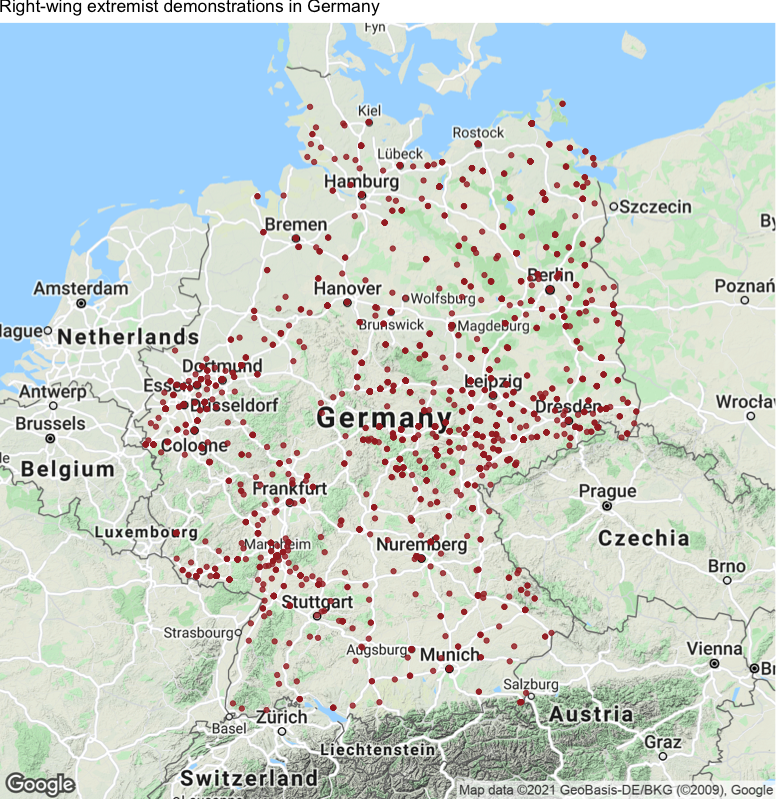 Right-wing extremist demonstrations in Germany
Fyn
Kiel
Rostock
Lübeck
Hamburg
Szczecin
By
Bremen
Amsterdam
Berlin
Poznań
Hanover
Wolfsburg
Brunswick
Magdeburg
Netherlands
Dortmund
Essen
Leipzig
Antwerp
Düsseldorf
Dresden
Germany
Brussels
Cologne
Belgium
Frankfurt
Prague
Luxembourg
Mannheim
Nuremberg
Czechia
Brno
Stuttgart
Strasbourg
Augsburg
Munich
Vienna
Salzburg
Zürich
Basel
Austria
Liechtenstein
Graz
Switzerland
Google
Map data ©2021 GeoBasis-DE/BKG (©2009), Google